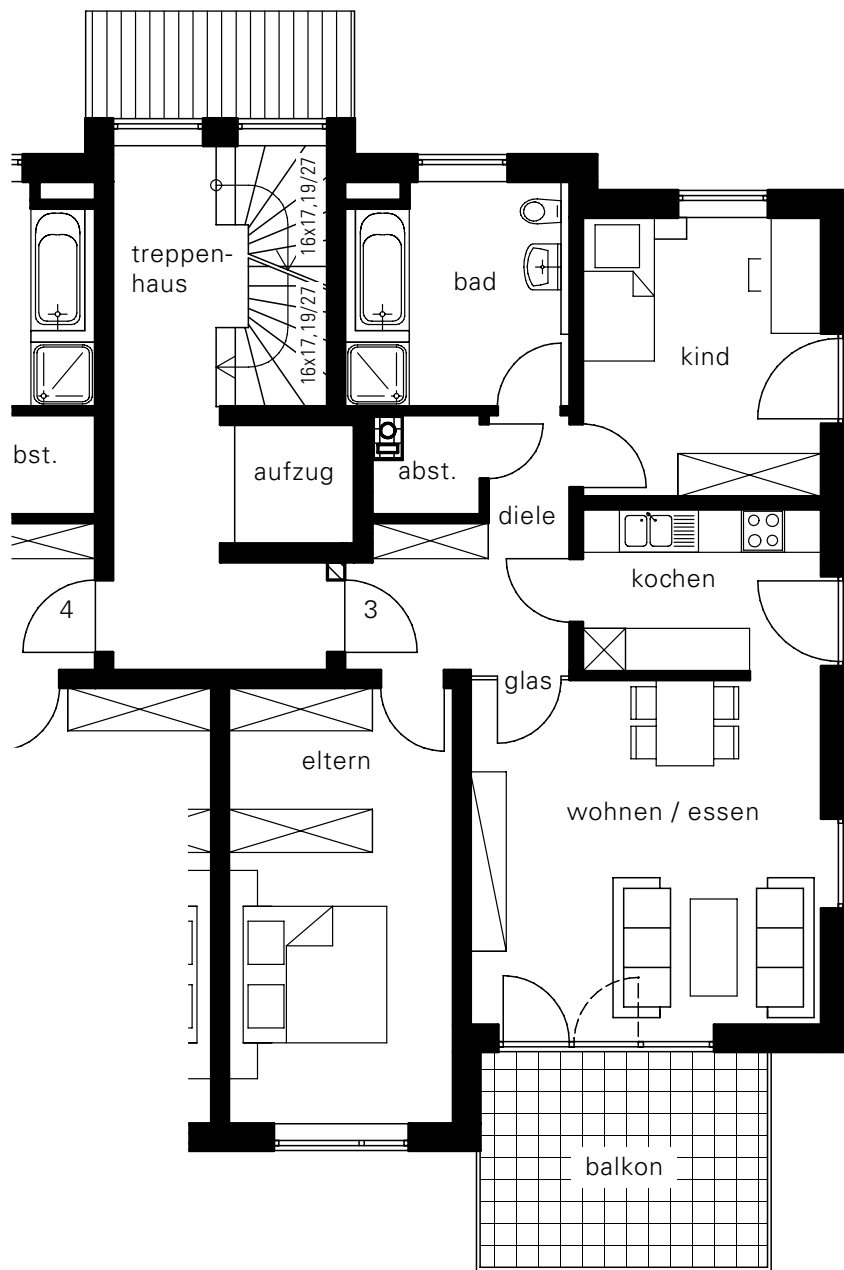 16x17,19/27
16x17,19/27
treppen-
haus
bad
kind
bst.
aufzug
abst.
diele
kochen
4
3
glas
eltern
wohnen / essen
balkon